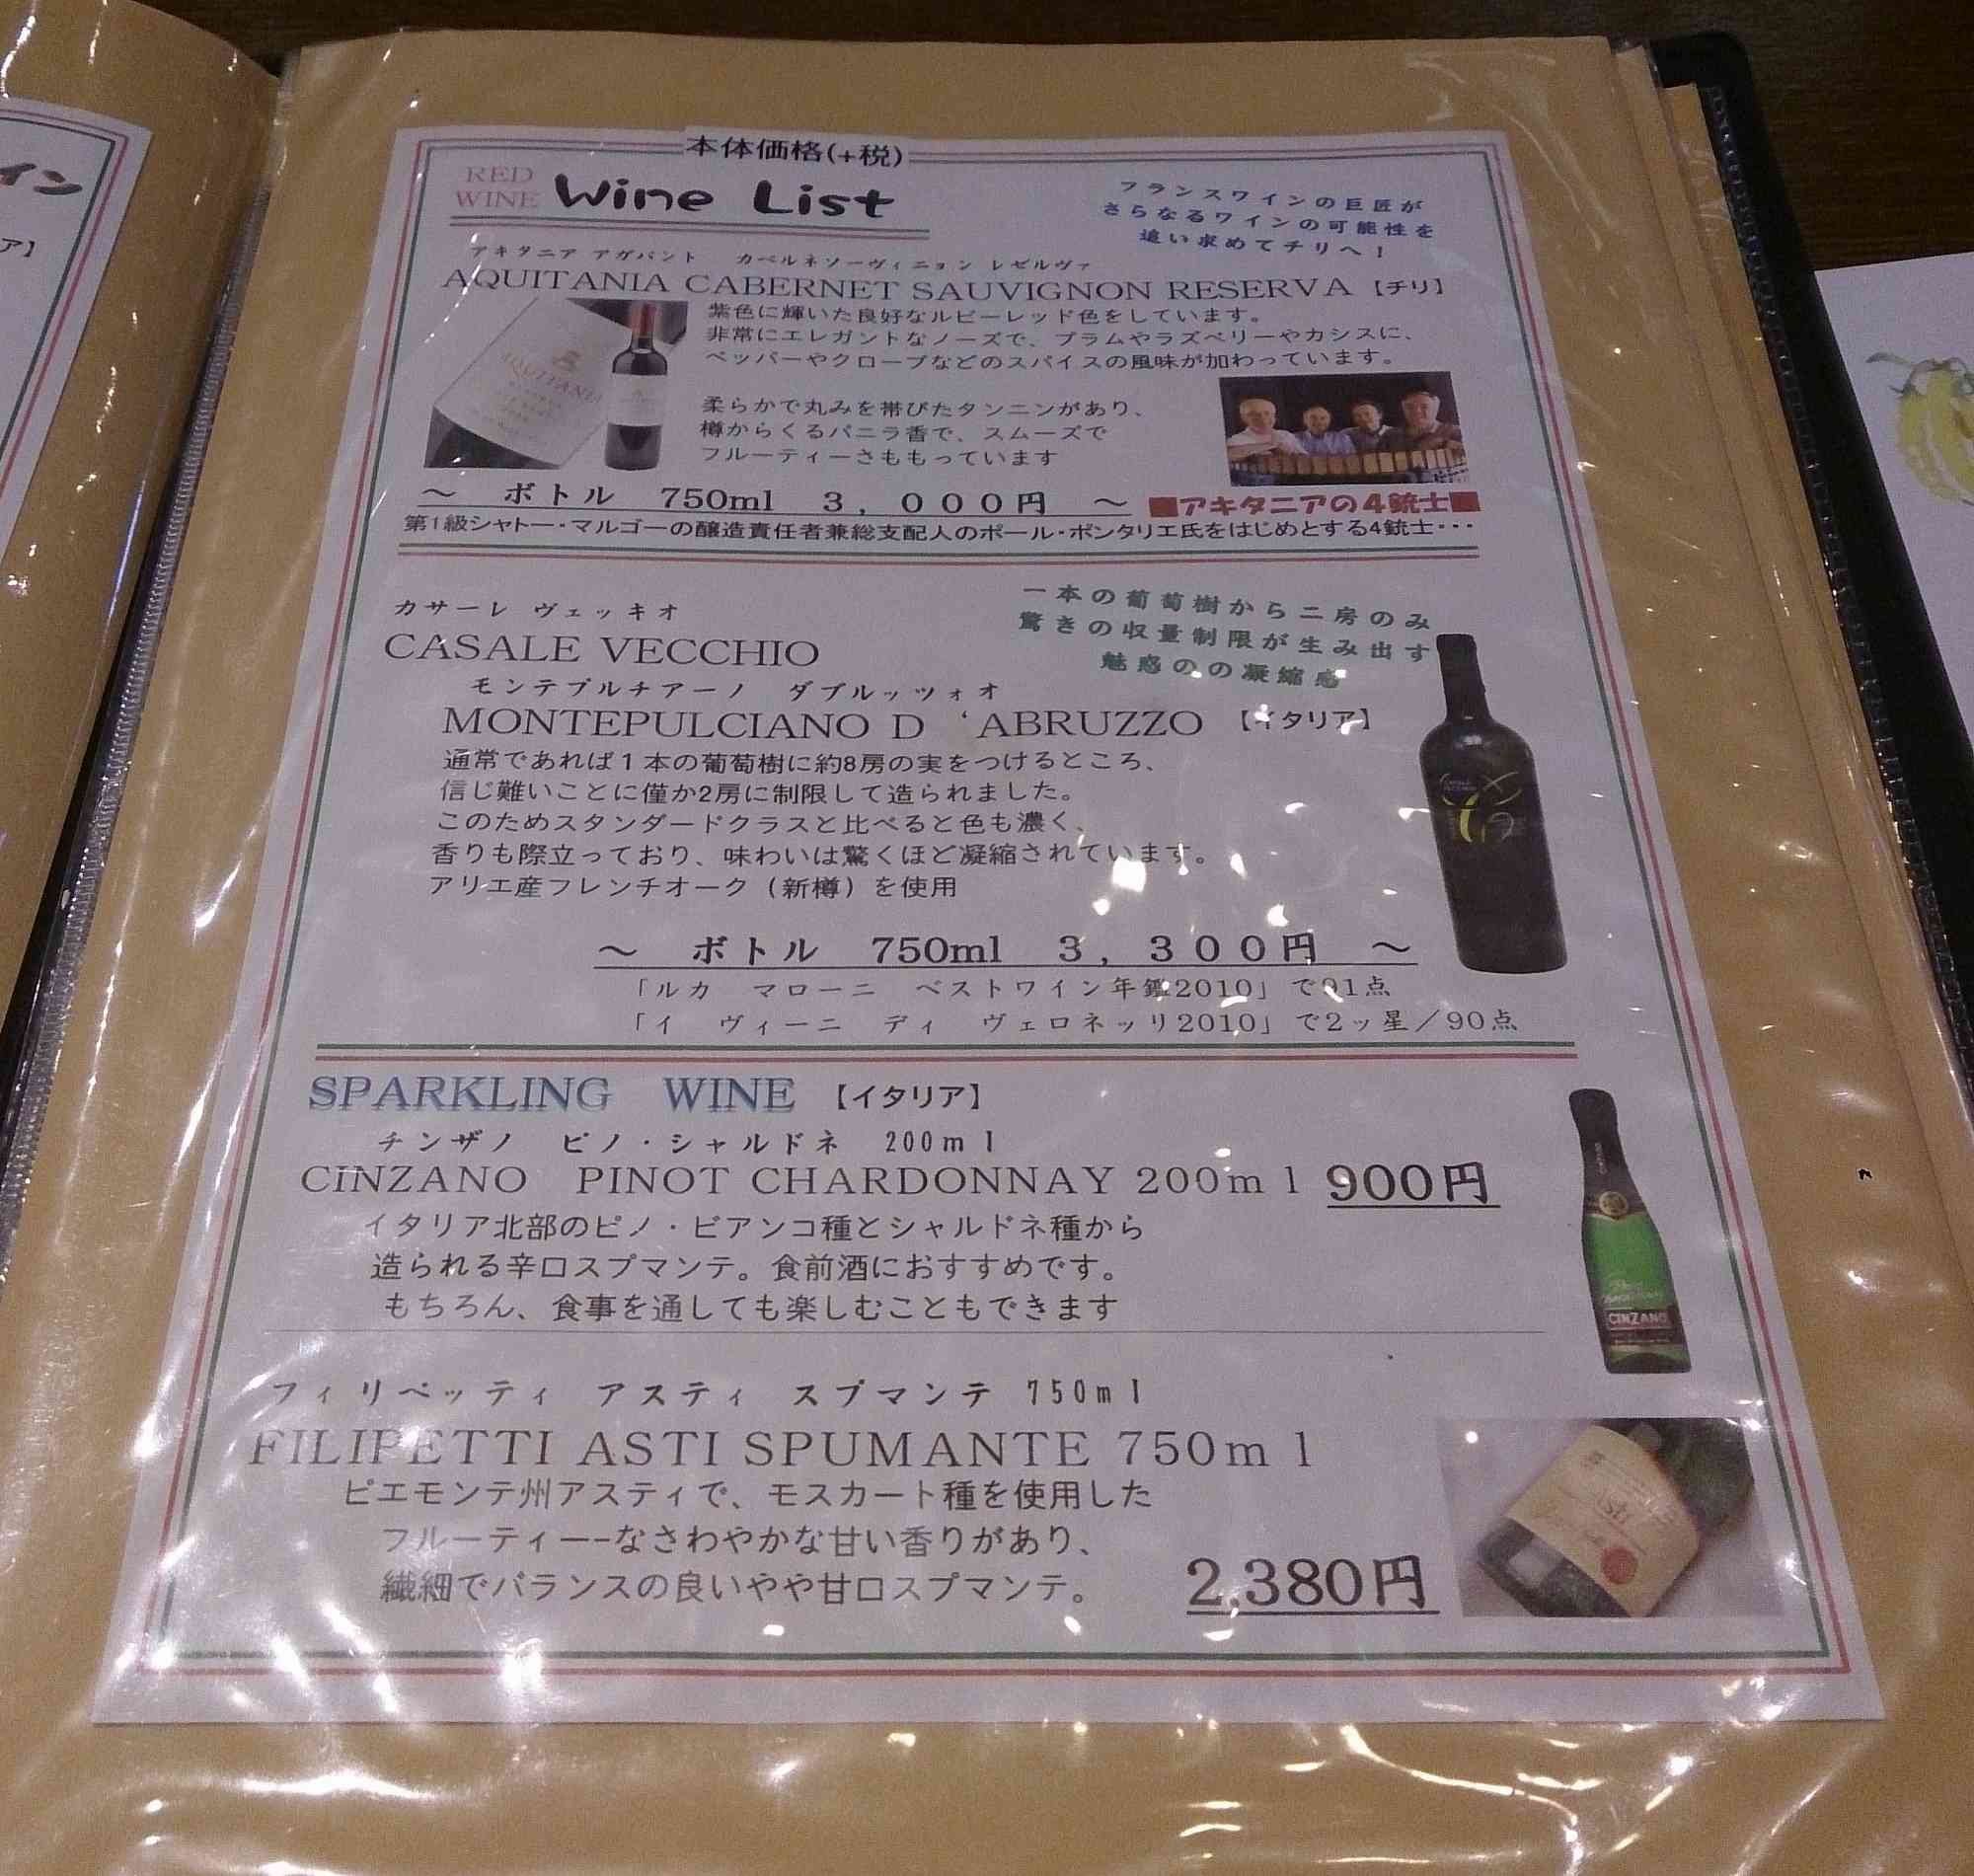 イン
ア】
本体価格(+税)
RED
WINE Wine List
フランスワインの巨匠が
さらなるワインの可能性を
追い求めてチリへ！
アキタニア アガバント カベルネソーヴィニョン レゼルヴァ
AQUITANIA CABERNET SAUVIGNON RESERVA【チリ】
紫色に輝いた良好なルビーレッド色をしています。
非常にエレガントなノーズで、プラムやラズベリーやカシスに、
ペッパーやクローブなどのスパイスの風味が加わっています。
AQUITANIA
柔らかで丸みを帯びたタンニンがあり、
樽からくるバニラ香で、スムーズで
フルーティーさももっています
～　ボトル　750ml　３，０００円　～
■アキタニアの4銃士■
第1級シャトー・マルゴーの醸造責任者兼総支配人のポール・ポンタリエ氏をはじめとする4銃士・・・
一本の葡萄樹から二房のみ
驚きの収量制限が生み出す
魅惑のの凝縮感
カサーレ ヴェッキオ
CASALE VECCHIO
モンテプルチアーノ　ダブルッツォオ
MONTEPULCIANO D ‘ABRUZZO 【イタリア】
通常であれば１本の葡萄樹に約8房の実をつけるところ、
信じ難いことに僅か2房に制限して造られました。
このためスタンダードクラスと比べると色も濃く、
香りも際立っており、味わいは驚くほど凝縮されています。
アリエ産フレンチオーク（新樽）を使用
～　ボトル　750ml　３，３００円　～
「ルカ　マローニ　ベストワイン年鑑2010」で91点
「イ　ヴィーニ　ディ　ヴェロネッリ2010」で2ッ星／90点
SPARKLING　WINE 【イタリア】
チンザノ　ピノ・シャルドネ　200ml
CINZANO　PINOT CHARDONNAY 200ml 900円
イタリア北部のピノ・ビアンコ種とシャルドネ種から
造られる辛口スプマンテ。食前酒におすすめです。
もちろん、食事を通しても楽しむこともできます
CINZANO
フィリペッティ　アスティ　スプマンテ 750ml
FILIPETTI ASTI SPUMANTE 750ml
ピエモンテ州アスティで、モスカート種を使用した
フルーティー-なさわやかな甘い香りがあり、
繊細でバランスの良いやや甘口スプマンテ。
2,380円